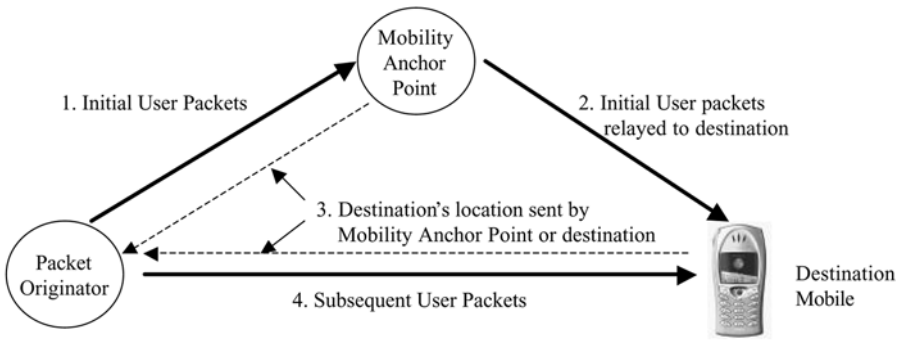 Mobility
Anchor
Point
1. Initial User Packets
2. Initial User packets
relayed to destination
3. Destination's location sent by
Mobility Anchor Point or destination
Packet
Originator
4. Subsequent User Packets
Destination
Mobile